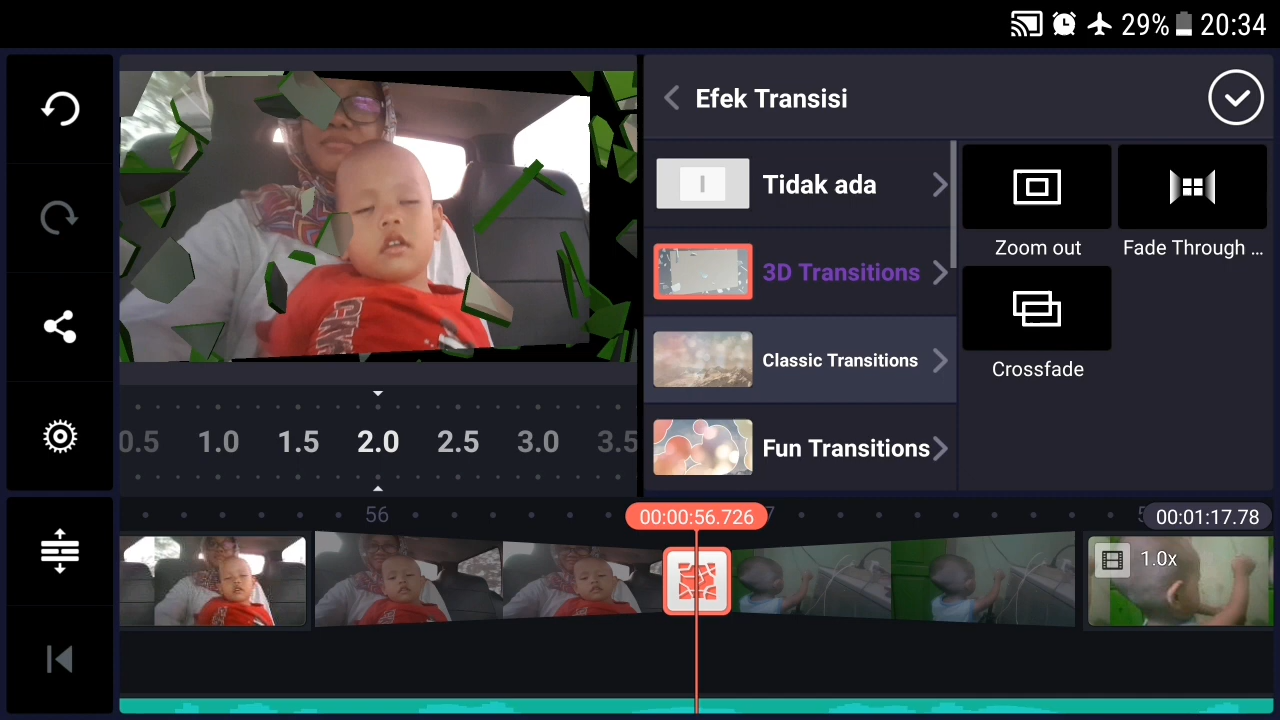 29% 20:34
Efek Transisi
Tidak ada
3D Transitions
Classic Transitions
Fun Transitions
Zoom out
Fade Through ...
Crossfade
0.5 1.0 1.5 2.0 2.5 3.0 3.5
56
00:00:56.726
00:01:17.78
1.0x